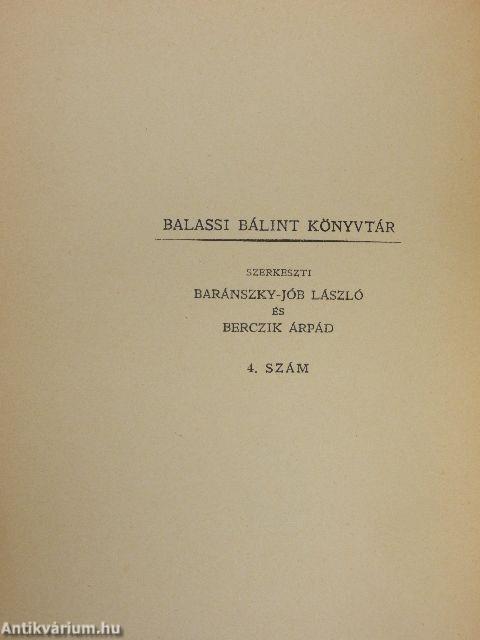 BALASSI BÁLINT KÖNYVTÁR
SZERKESZTI
BARÁNSZKY-JÓB LÁSZLÓ
ÉS
BERCZIK ÁRPÁD
4. SZÁM
Antikvárium.hu